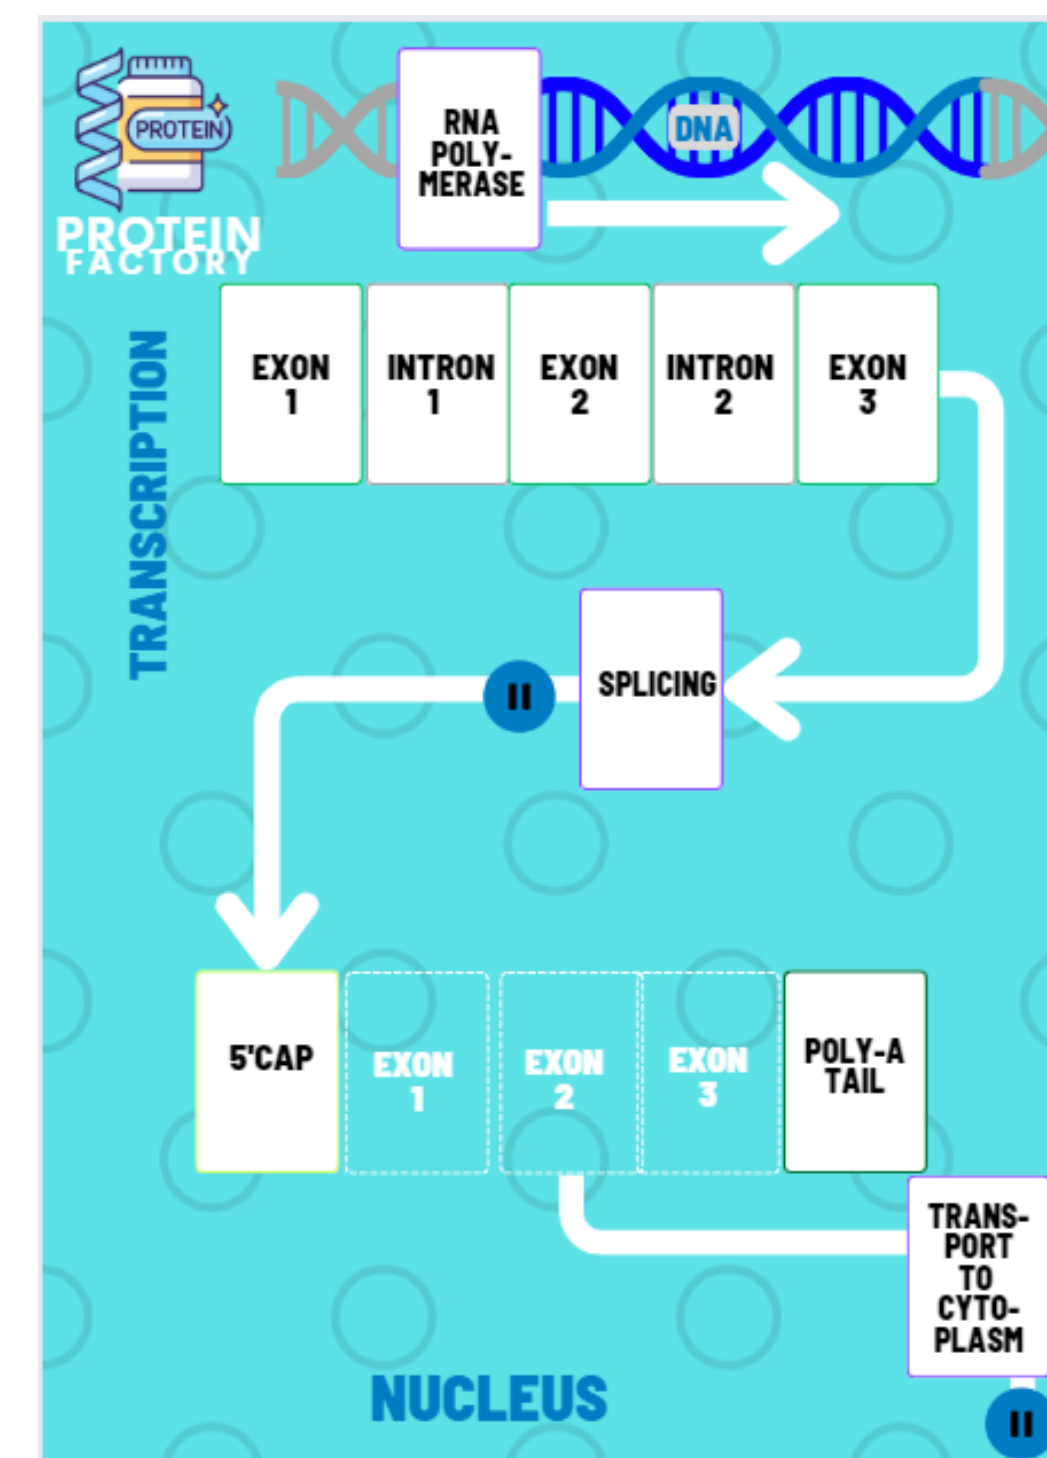 PROTEIN
PROTEIN
FACTORY
RNA
POLY-
MERASE
DNA
TRANSCRIPTION
EXON
1
INTRON
1
EXON
2
INTRON
2
EXON
3
SPLICING
5'CAP
EXON
1
EXON
2
EXON
3
POLY-A
TAIL
TRANS-
PORT
TO
CYTO-
PLASM
NUCLEUS